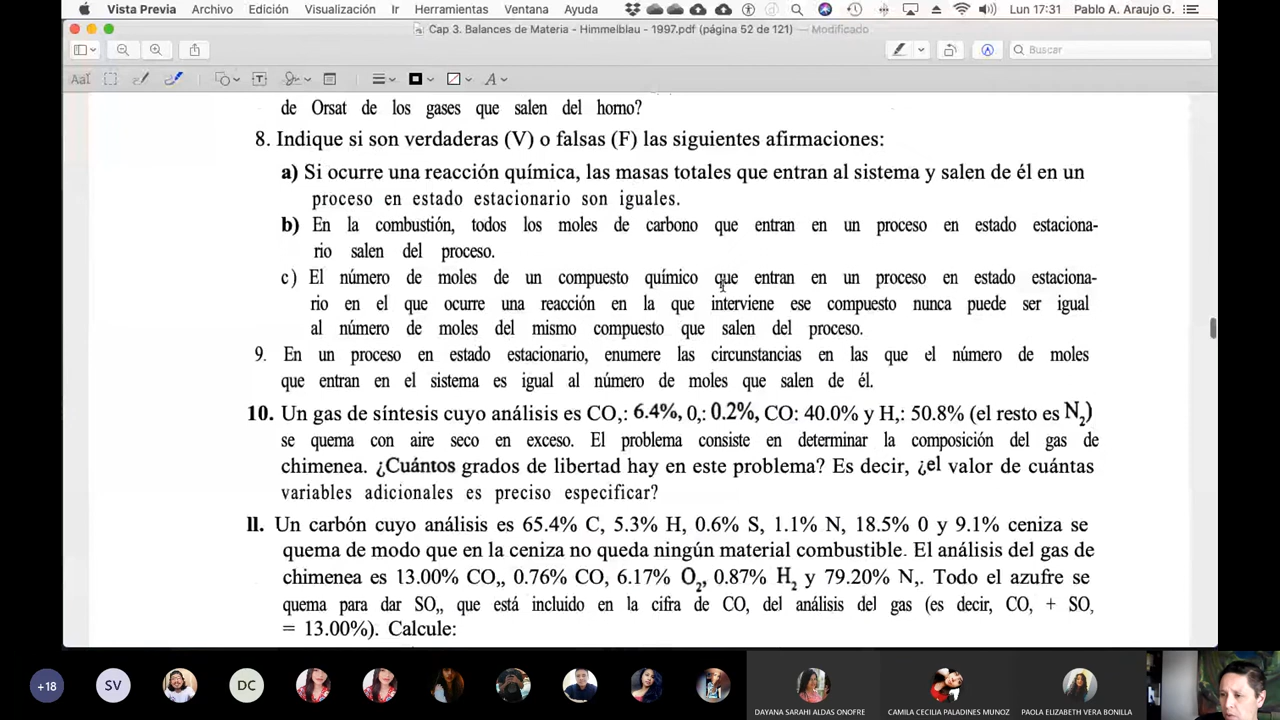 Vista Previa Archivo Edición Visualización Ir Herramientas Ventana Ayuda Lun 17:31 Pablo A. Araujo G.
Cap 3. Balances de Materia - Himmelblau - 1997.pdf (página 52 de 121) — Modificado
Buscar
de Orsat de los gases que salen del horno?
8. Indique si son verdaderas (V) o falsas (F) las siguientes afirmaciones:
a) Si ocurre una reacción química, las masas totales que entran al sistema y salen de él en un
proceso en estado estacionario son iguales.
b) En la combustión, todos los moles de carbono que entran en un proceso en estado estaciona-
rio salen del proceso.
c) El número de moles de un compuesto químico que entran en un proceso en estado estaciona-
rio en el que ocurre una reacción en la que interviene ese compuesto nunca puede ser igual
al número de moles del mismo compuesto que salen del proceso.
9. En un proceso en estado estacionario, enumere las circunstancias en las que el número de moles
que entran en el sistema es igual al número de moles que salen de él.
10. Un gas de síntesis cuyo análisis es CO,: 6.4%, 0,: 0.2%, CO: 40.0% y H,: 50.8% (el resto es N₂)
se quema con aire seco en exceso. El problema consiste en determinar la composición del gas de
chimenea. ¿Cuántos grados de libertad hay en este problema? Es decir, ¿el valor de cuántas
variables adicionales es preciso especificar?
ll. Un carbón cuyo análisis es 65.4% C, 5.3% H, 0.6% S, 1.1% N, 18.5% 0 y 9.1% ceniza se
quema de modo que en la ceniza no queda ningún material combustible. El análisis del gas de
chimenea es 13.00% CO,, 0.76% CO, 6.17% O₂, 0.87% H₂ y 79.20% N,. Todo el azufre se
quema para dar SO,, que está incluido en la cifra de CO, del análisis del gas (es decir, CO, + SO,
= 13.00%). Calcule:
+18 SV DC
DAYANA SARAHI ALDAS ONOFRE CAMILA CECILIA PALADINES MUNOZ PAOLA ELIZABETH VERA BONILLA